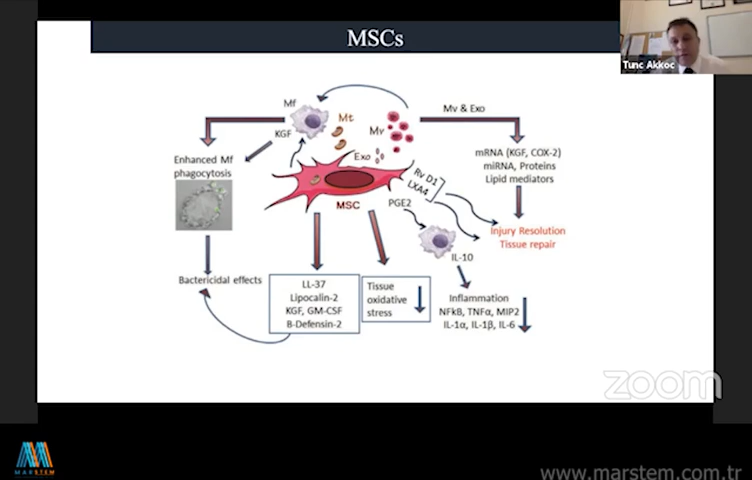 MSCs
Tunc Akkoc
Mf
Mt
Mv
KGF
Exo
Mv & Exo
Enhanced Mf
phagocytosis
mRNA (KGF, COX-2)
miRNA, Proteins
Lipid mediators
Rv D1
LXA4
MSC
PGE2
Injury Resolution
Tissue repair
IL-10
Bactericidal effects
LL-37
Lipocalin-2
KGF, GM-CSF
B-Defensin-2
Tissue
oxidative
stress
Inflammation
NFkB, TNFα, MIP2
IL-1α, IL-1β, IL-6
zoom
MARSTEM
www.marstem.com.tr